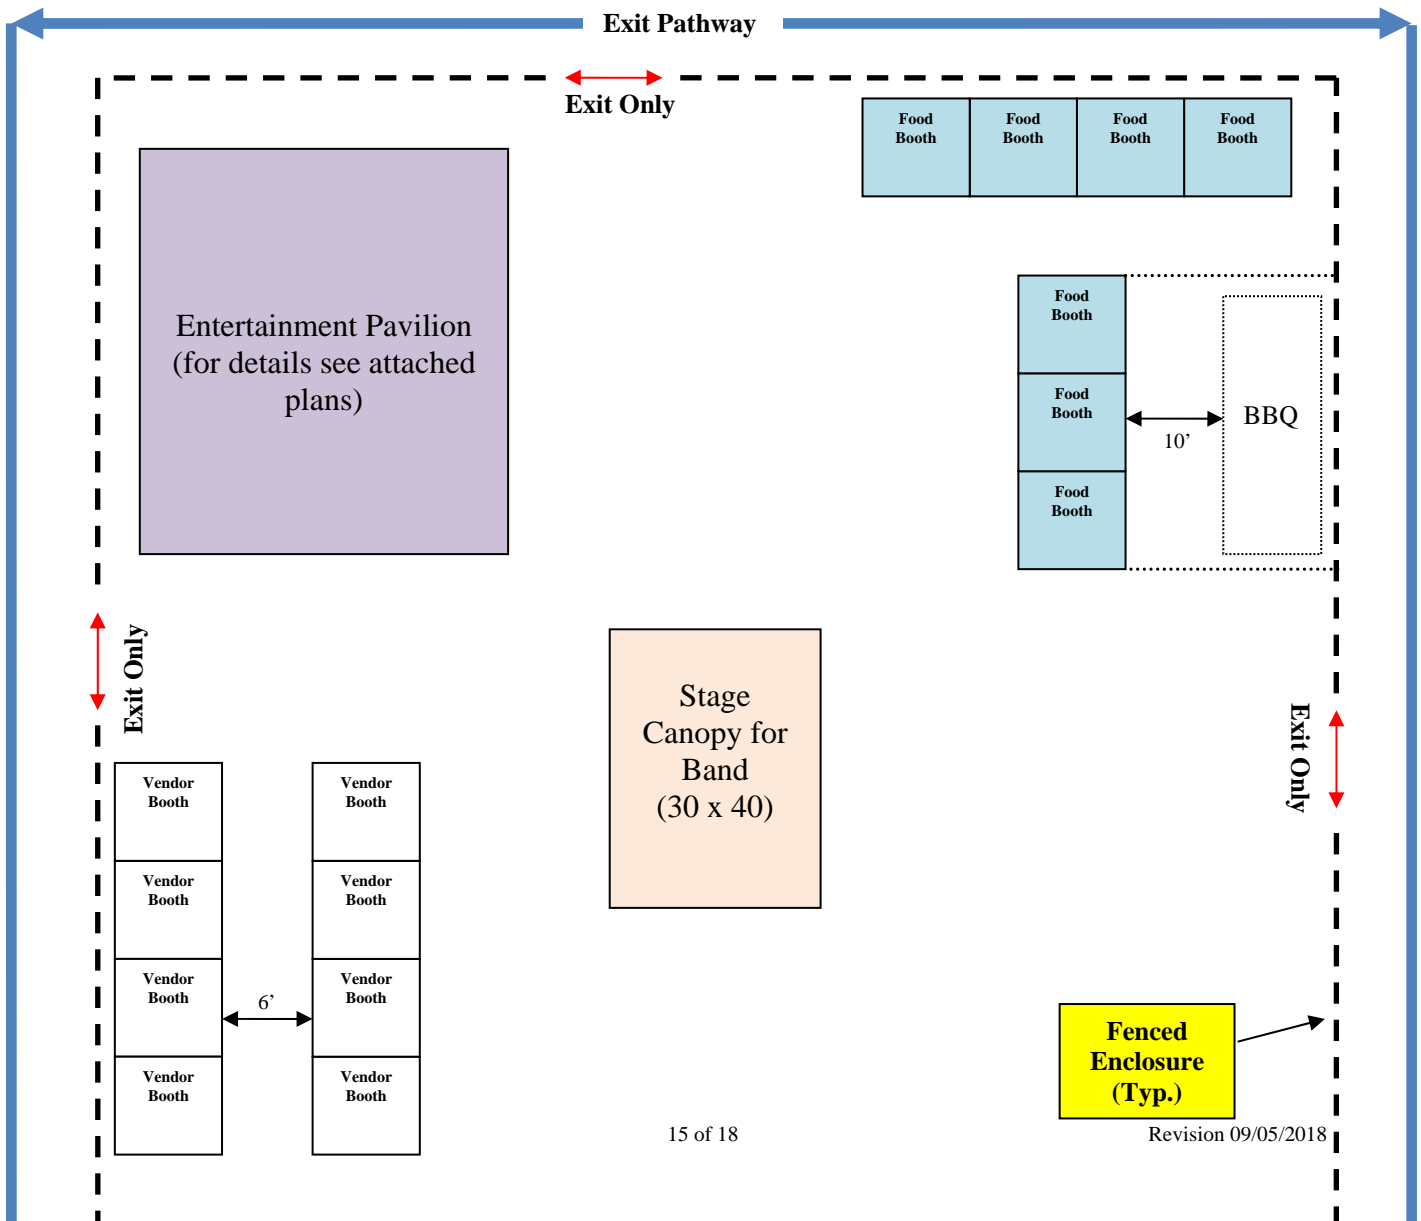 Exit Pathway
Exit Only
Food
Booth
Food
Booth
Food
Booth
Food
Booth
Entertainment Pavilion
(for details see attached
plans)
Food
Booth
Food
Booth
Food
Booth
10’
BBQ
Exit Only
Stage
Canopy for
Band
(30 x 40)
Exit Only
Vendor
Booth
Vendor
Booth
Vendor
Booth
Vendor
Booth
Vendor
Booth
Vendor
Booth
6’
Vendor
Booth
Vendor
Booth
Fenced
Enclosure
(Typ.)
15 of 18
Revision 09/05/2018